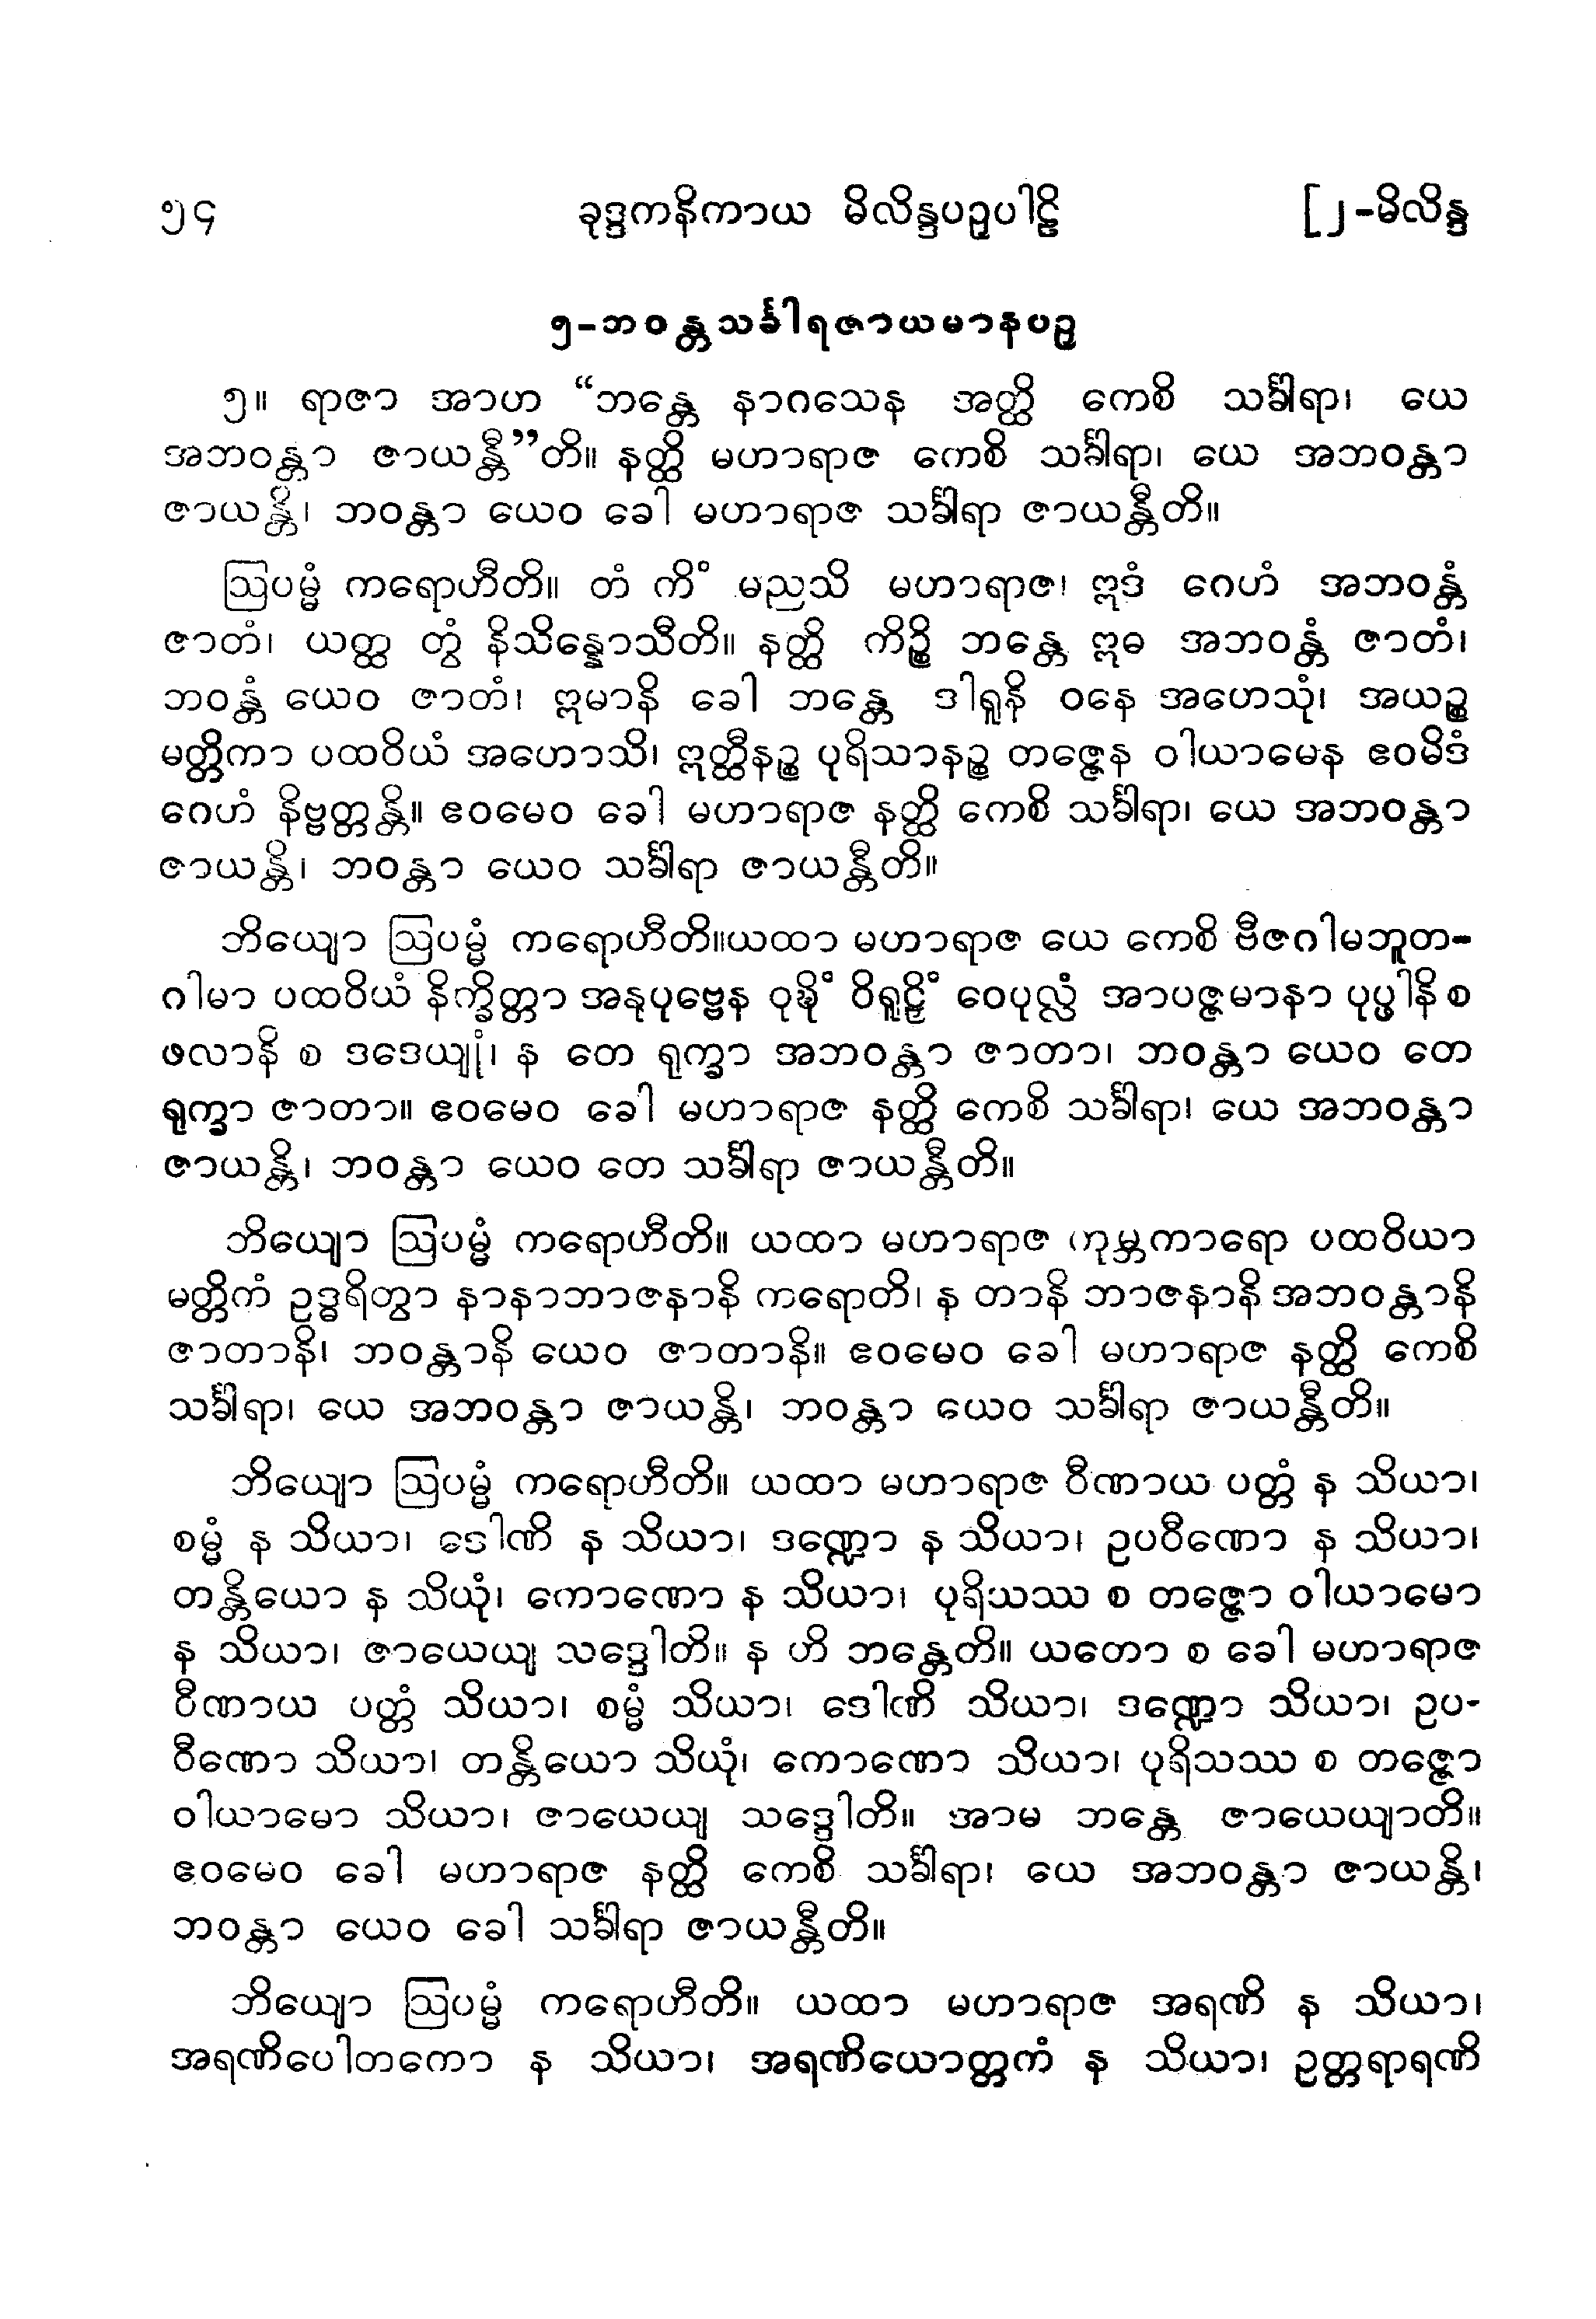 ၅၄ ခုဒ္ဒကနိကာယ မိလိန္ဒပဉှပါဠိ [၂-မိလိန္ဒ
၅-ဘဝန္တသင်္ခါရဇာယမာနပဉှ
၅။ ရာဇာ အာဟ “ဘန္တေ နာဂသေန အတ္ထိ ကေစိ သင်္ခါရာ၊ ယေ
အဘဝန္တာ ဇာယန္တီ”တိ။ နတ္ထိ မဟာရာဇ ကေစိ သင်္ခါရာ၊ ယေ အဘဝန္တာ
ဇာယန္တိ၊ ဘဝန္တာ ယေဝ ခေါ မဟာရာဇ သင်္ခါရာ ဇာယန္တီတိ။
ဩပမ္မံ ကရောဟီတိ။ တံ ကိံ မညသိ မဟာရာဇ၊ ဣဒံ ဂေဟံ အဘဝန္တံ
ဇာတံ၊ ယတ္ထ တွံ နိသိန္နောသီတိ။ နတ္ထိ ကိဉ္စိ ဘန္တေ ဣဓ အဘဝန္တံ ဇာတံ၊
ဘဝန္တံ ယေဝ ဇာတံ၊ ဣမာနိ ခေါ ဘန္တေ ဒါရူနိ ဝနေ အဟေသုံ၊ အယဉ္စ
မတ္တိကာ ပထဝိယံ အဟောသိ၊ ဣတ္ထီနဉ္စ ပုရိသာနဉ္စ တဇ္ဇေန ဝါယာမေန ဧဝမိဒံ
ဂေဟံ နိဗ္ဗတ္တန္တိ။ ဧဝမေဝ ခေါ မဟာရာဇ နတ္ထိ ကေစိ သင်္ခါရာ၊ ယေ အဘဝန္တာ
ဇာယန္တိ၊ ဘဝန္တာ ယေဝ သင်္ခါရာ ဇာယန္တီတိ။
ဘိယျော ဩပမ္မံ ကရောဟီတိ။ယထာ မဟာရာဇ ယေ ကေစိ ဗီဇဂါမဘူတ-
ဂါမာ ပထဝိယံ နိက္ခိတ္တာ အနုပုဗ္ဗေန ဝုဍ္ဎိံ ဝိရူဠှိံ ဝေပုလ္လံ အာပဇ္ဇမာနာ ပုပ္ဖါနိ စ
ဖလာနိ စ ဒဒေယျုံ၊ န တေ ရုက္ခာ အဘဝန္တာ ဇာတာ၊ ဘဝန္တာ ယေဝ တေ
ရုက္ခာ ဇာတာ။ ဧဝမေဝ ခေါ မဟာရာဇ နတ္ထိ ကေစိ သင်္ခါရာ၊ ယေ အဘဝန္တာ
ဇာယန္တိ၊ ဘဝန္တာ ယေဝ တေ သင်္ခါရာ ဇာယန္တီတိ။
ဘိယျော ဩပမ္မံ ကရောဟီတိ။ ယထာ မဟာရာဇ ကုမ္ဘကာရော ပထဝိယာ
မတ္တိကံ ဥဒ္ဓရိတွာ နာနာဘာဇနာနိ ကရောတိ၊ န တာနိ ဘာဇနာနိ အဘဝန္တာနိ
ဇာတာနိ၊ ဘဝန္တာနိ ယေဝ ဇာတာနိ။ ဧဝမေဝ ခေါ မဟာရာဇ နတ္ထိ ကေစိ
သင်္ခါရာ၊ ယေ အဘဝန္တာ ဇာယန္တိ၊ ဘဝန္တာ ယေဝ သင်္ခါရာ ဇာယန္တီတိ။
ဘိယျော ဩပမ္မံ ကရောဟီတိ။ ယထာ မဟာရာဇ ဝီဏာယ ပတ္တံ န သိယာ၊
စမ္မံ န သိယာ၊ ဒေါဏိ န သိယာ၊ ဒဏ္ဍော န သိယာ၊ ဥပဝီဏော န သိယာ၊
တန္တိယော န သိယုံ၊ ကောဏော န သိယာ၊ ပုရိသဿ စ တဇ္ဇော ဝါယာမော
န သိယာ၊ ဇာယေယျ သဒ္ဒေါတိ။ န ဟိ ဘန္တေတိ။ ယတော စ ခေါ မဟာရာဇ
ဝီဏာယ ပတ္တံ သိယာ၊ စမ္မံ သိယာ၊ ဒေါဏိ သိယာ၊ ဒဏ္ဍော သိယာ၊ ဥပ-
ဝီဏော သိယာ၊ တန္တိယော သိယုံ၊ ကောဏော သိယာ၊ ပုရိသဿ စ တဇ္ဇော
ဝါယာမော သိယာ၊ ဇာယေယျ သဒ္ဒေါတိ။ အာမ ဘန္တေ ဇာယေယျာတိ။
ဧဝမေဝ ခေါ မဟာရာဇ နတ္ထိ ကေစိ သင်္ခါရာ၊ ယေ အဘဝန္တာ ဇာယန္တိ၊
ဘဝန္တာ ယေဝ ခေါ သင်္ခါရာ ဇာယန္တီတိ။
ဘိယျော ဩပမ္မံ ကရောဟီတိ။ ယထာ မဟာရာဇ အရဏိ န သိယာ၊
အရဏိပေါတကော န သိယာ၊ အရဏိယောတ္တကံ န သိယာ၊ ဥတ္တရာရဏိ